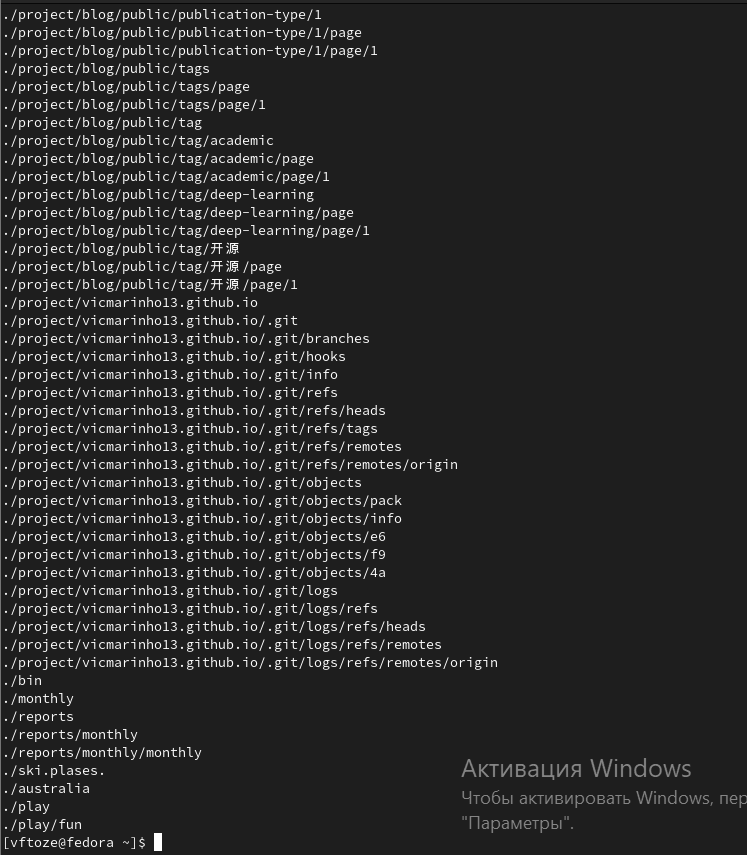 ./project/blog/public/publication-type/1
./project/blog/public/publication-type/1/page
./project/blog/public/publication-type/1/page/1
./project/blog/public/tags
./project/blog/public/tags/page
./project/blog/public/tags/page/1
./project/blog/public/tag
./project/blog/public/tag/academic
./project/blog/public/tag/academic/page
./project/blog/public/tag/academic/page/1
./project/blog/public/tag/deep-learning
./project/blog/public/tag/deep-learning/page
./project/blog/public/tag/deep-learning/page/1
./project/blog/public/tag/开源
./project/blog/public/tag/开源/page
./project/blog/public/tag/开源/page/1
./project/vicmarinho13.github.io
./project/vicmarinho13.github.io/.git
./project/vicmarinho13.github.io/.git/branches
./project/vicmarinho13.github.io/.git/hooks
./project/vicmarinho13.github.io/.git/info
./project/vicmarinho13.github.io/.git/refs
./project/vicmarinho13.github.io/.git/refs/heads
./project/vicmarinho13.github.io/.git/refs/tags
./project/vicmarinho13.github.io/.git/refs/remotes
./project/vicmarinho13.github.io/.git/refs/remotes/origin
./project/vicmarinho13.github.io/.git/objects
./project/vicmarinho13.github.io/.git/objects/pack
./project/vicmarinho13.github.io/.git/objects/info
./project/vicmarinho13.github.io/.git/objects/e6
./project/vicmarinho13.github.io/.git/objects/f9
./project/vicmarinho13.github.io/.git/objects/4a
./project/vicmarinho13.github.io/.git/logs
./project/vicmarinho13.github.io/.git/logs/refs
./project/vicmarinho13.github.io/.git/logs/refs/heads
./project/vicmarinho13.github.io/.git/logs/refs/remotes
./project/vicmarinho13.github.io/.git/logs/refs/remotes/origin
./bin
./monthly
./reports
./reports/monthly
./reports/monthly/monthly
./ski.plases.
./australia
./play
./play/fun
[vftoze@fedora ~]$
Активация Windows
Чтобы активировать Windows, пер
"Параметры".